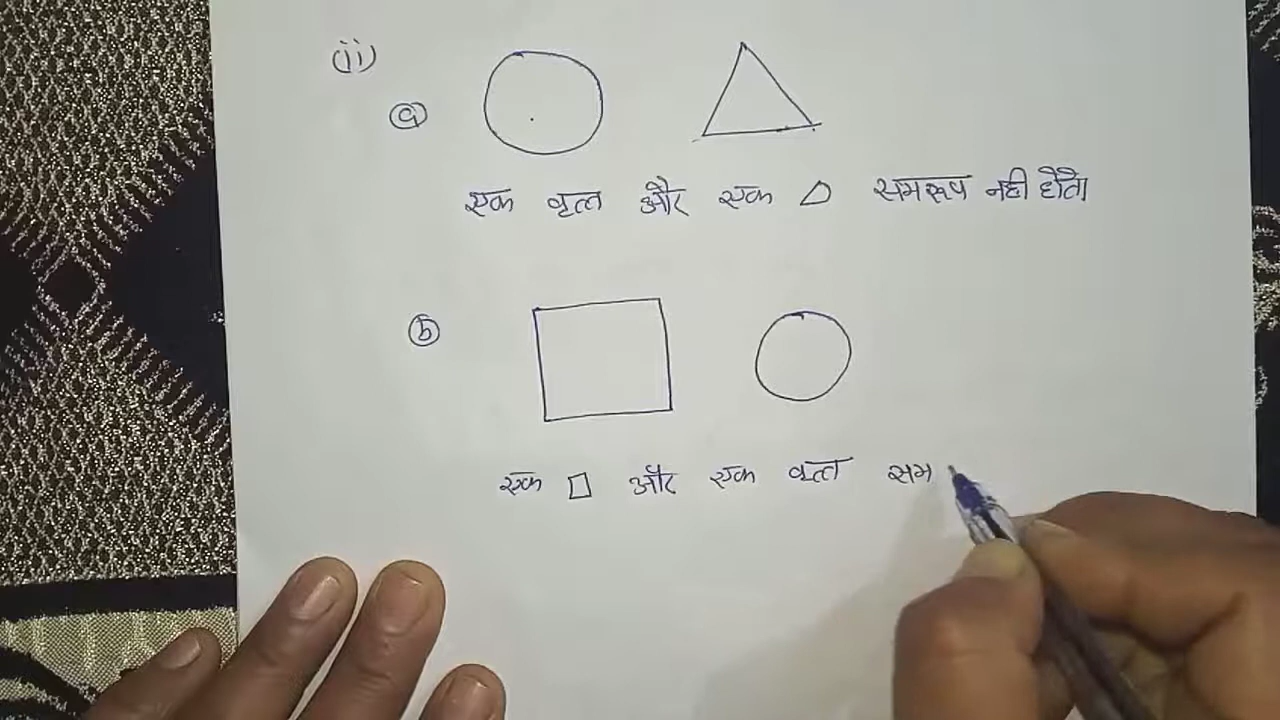 (ii)
(a)
एक वृत्त और एक △ समरूप नही होते।
(b)
एक □ और एक वृत्त सम